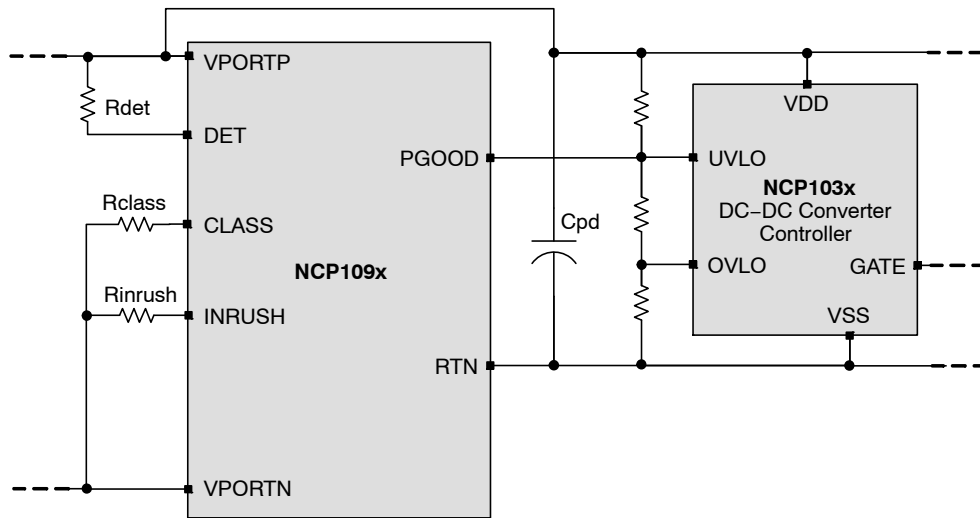 VPORTP
Rdet
DET
VDD
PGOOD
UVLO
Rclass
CLASS
NCP103x
DC−DC Converter
Controller
Cpd
NCP109x
OVLO
GATE
Rinrush
INRUSH
VSS
RTN
VPORTN